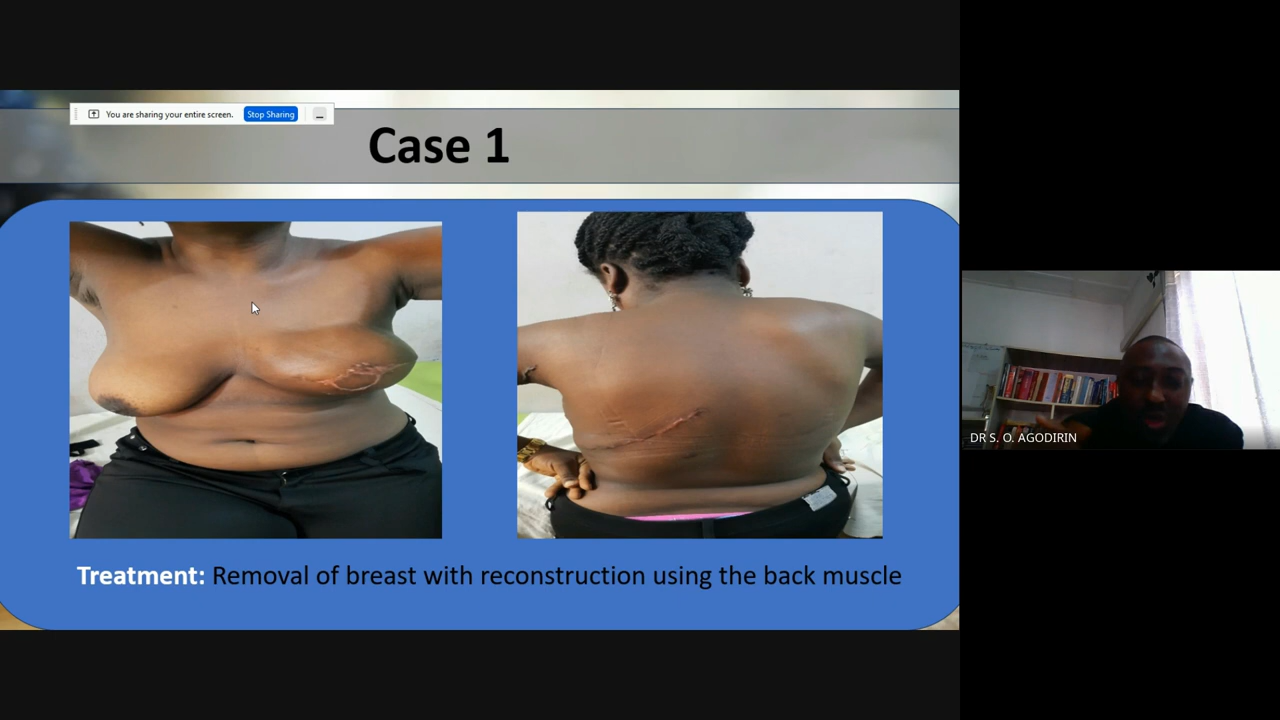 You are sharing your entire screen. Stop Sharing
Case 1
Treatment: Removal of breast with reconstruction using the back muscle
DR S. O. AGODIRIN